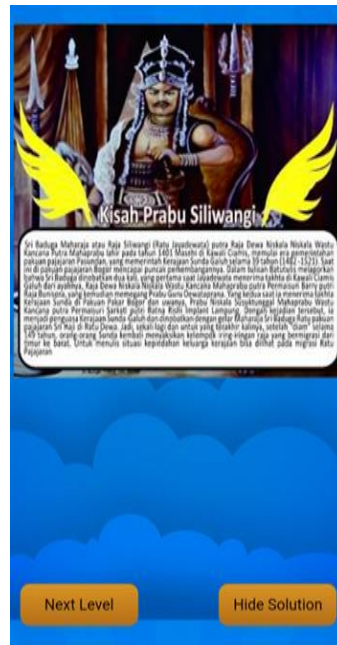 Kisah Prabu Siliwangi
Sri Baduga Maharaja atau Raja Siliwangi (Ratu Jayadewata) putra Raja Dewa Niskala Niskala Wastu
Kancana Putra Mahaprabu lahir pada tahun 1401 Masehi di Kawali Ciamis, memulai era pemerintahan
pakuan pajajaran Pasundan, yang memerintah Kerajaan Sunda Galuh selama 39 tahun (1482 -1521). Saat
ini di pakuan pajajaran Bogor mencapai puncak perkembangannya. Dalam tulisan Batutulis melaporkan
bahwa Sri Baduga dinobatkan dua kali, yang pertama saat Jayadewata menerima takhta di Kawali Ciamis
Galuh dari ayahnya, Raja Dewa Niskala Niskala Wastu Kancana Mahaprabu putra Permaisuri Barry putri
Raja Bunisora, yang kemudian memegang Prabu Guru Dewataprana. Yang kedua saat ia menerima takhta
Kerajaan Sunda di Pakuan Pakar Bogor dan uwanya, Prabu Niskala Susuktunggal Mahaprabu Wastu
Kancana putra Permaisuri Sarkati putri Ratna Rishi Implant Lampung. Dengan kejadian tersebut, ia
menjadi penguasa Kerajaan Sunda Galuh dan dinobatkan dengan gelar Maharaja Sri Baduga Ratu pakuan
pajajaran Sri Haji di Ratu Dewa. Jadi, sekali lagi dan untuk yang terakhir kalinya, setelah "diam" selama
149 tahun, orang-orang Sunda kembali menyaksikan kelompok iring-iringan raja yang bermigrasi dari
timur ke barat. Untuk menulis situasi kepindahan keluarga kerajaan bisa dilihat pada migrasi Ratu
Pajajaran
Next Level
Hide Solution